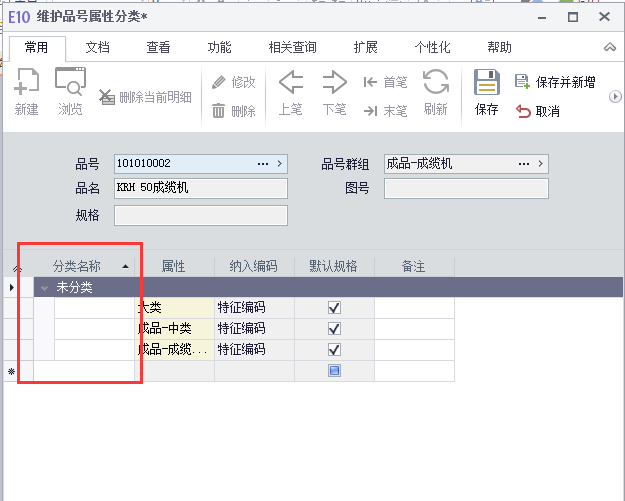 E10 维护品号属性分类*
常用 文档 查看 功能 相关查询 扩展 个性化 帮助
新建 浏览 删除当前明细 修改 删除 上笔 下笔 首笔 末笔 刷新 保存 保存并新增 取消
品号 101010002 ... 品号群组 成品-成缆机 ...
品名 KRH 50成缆机 图号
规格
分类名称 属性 纳入编码 默认规格 备注
未分类
大类 特征编码
成品-中类 特征编码
成品-成缆... 特征编码